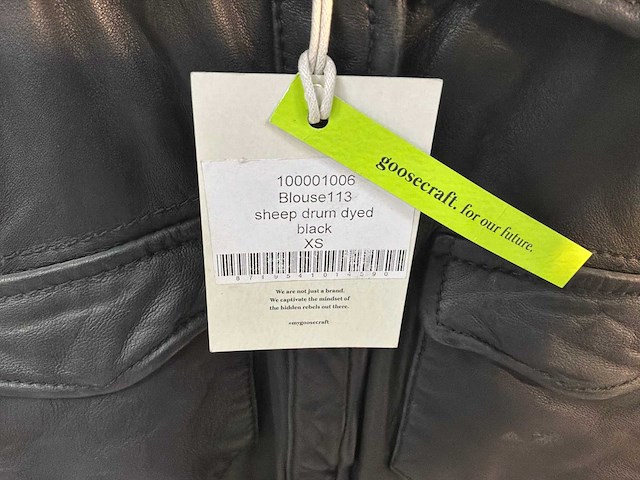 goosecraft. for our future.
100001006
Blouse113
sheep drum dyed
black
XS
We are not just a brand.
We captivate the mindset of
the hidden rebels out there.
#mygoosecraft